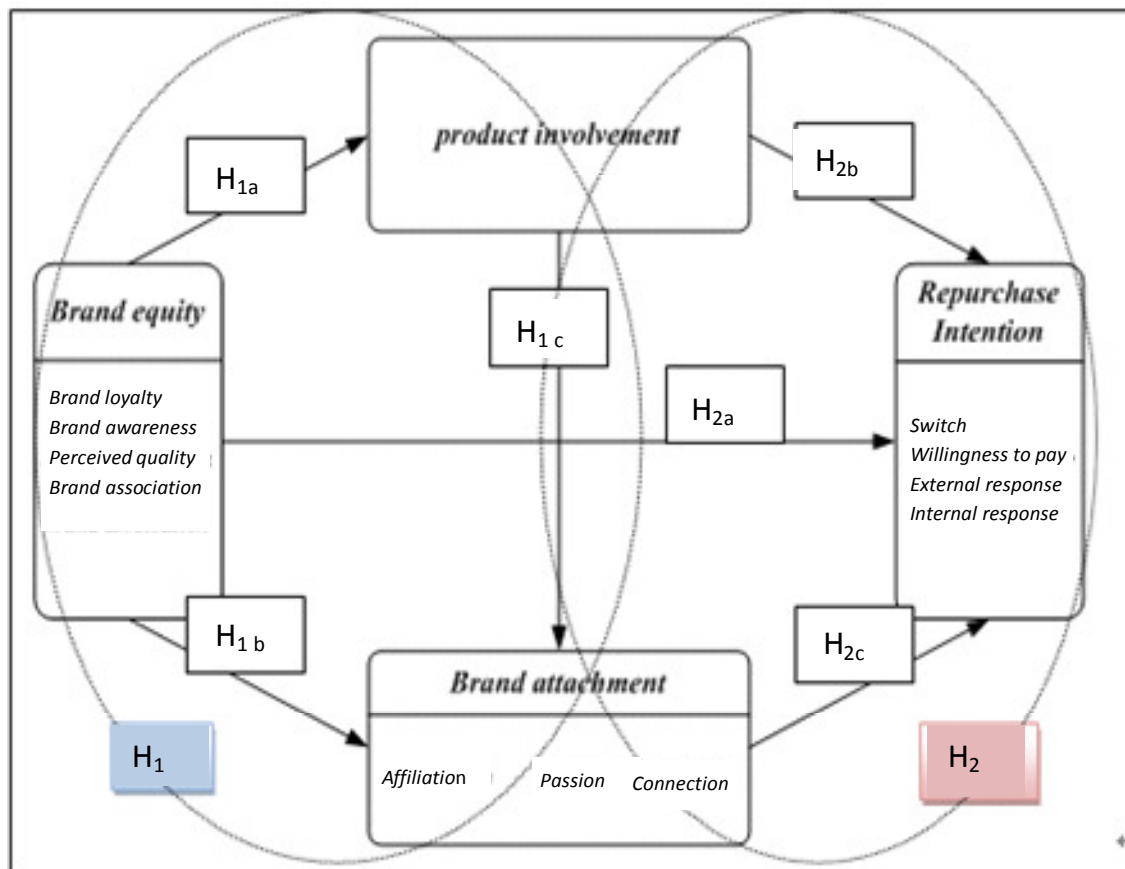 product involvement
H1a
H2b
Brand equity
Brand loyalty
Brand awareness
Perceived quality
Brand association
H1 c
H2a
Repurchase
Intention
Switch
Willingness to pay
External response
Internal response
H1 b
H2c
Brand attachment
Affiliation Passion Connection
H1
H2